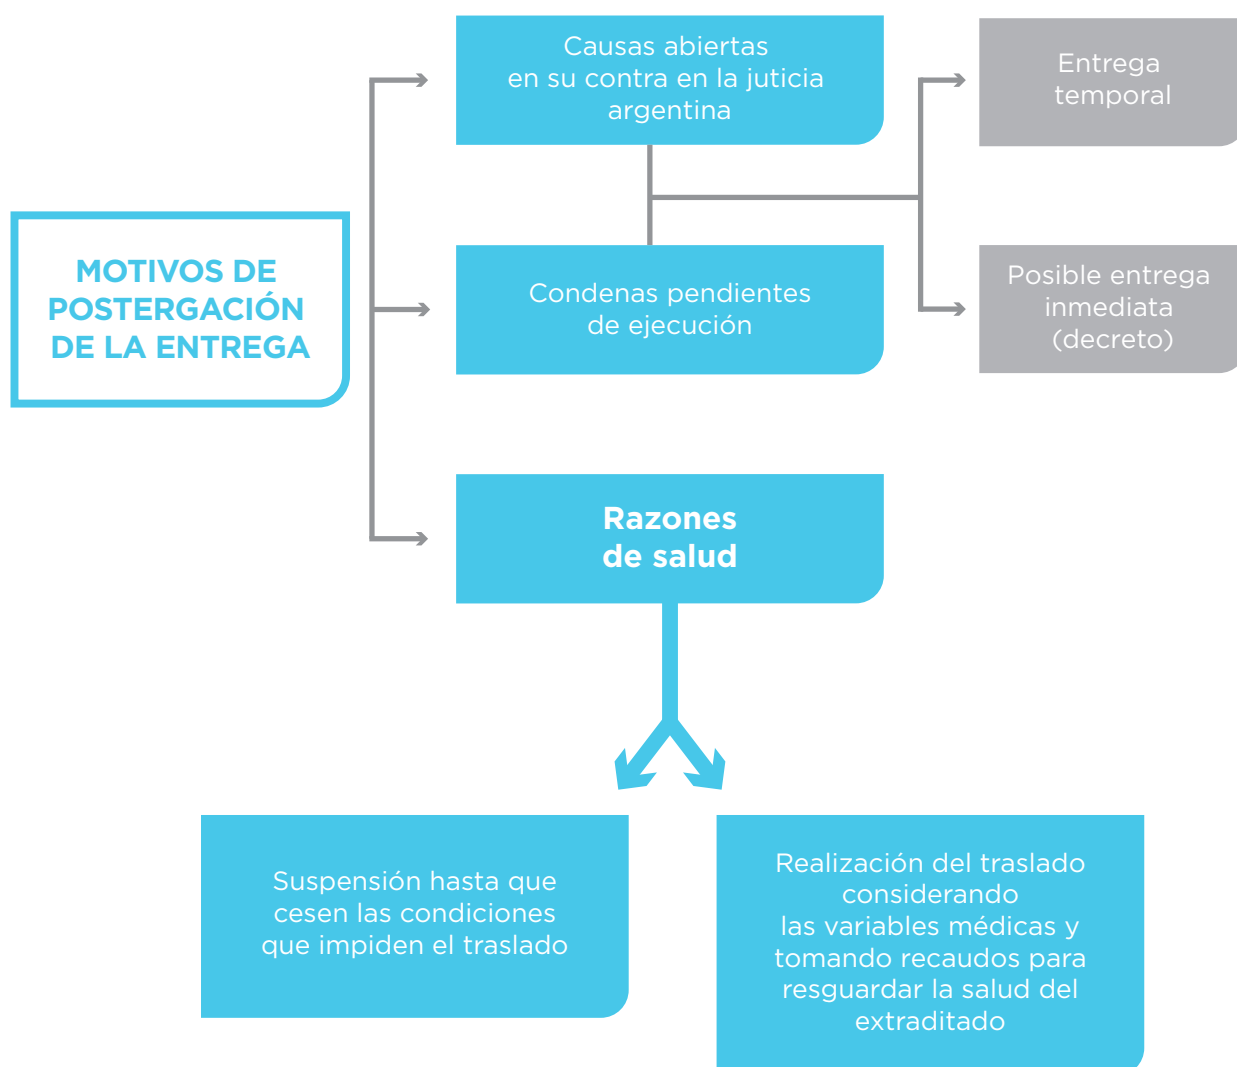 MOTIVOS DE
POSTERGACIÓN
DE LA ENTREGA
Causas abiertas
en su contra en la juticia
argentina
Entrega
temporal
Condenas pendientes
de ejecución
Posible entrega
inmediata
(decreto)
Razones
de salud
Suspensión hasta que
cesen las condiciones
que impiden el traslado
Realización del traslado
considerando
las variables médicas y
tomando recaudos para
resguardar la salud del
extraditado